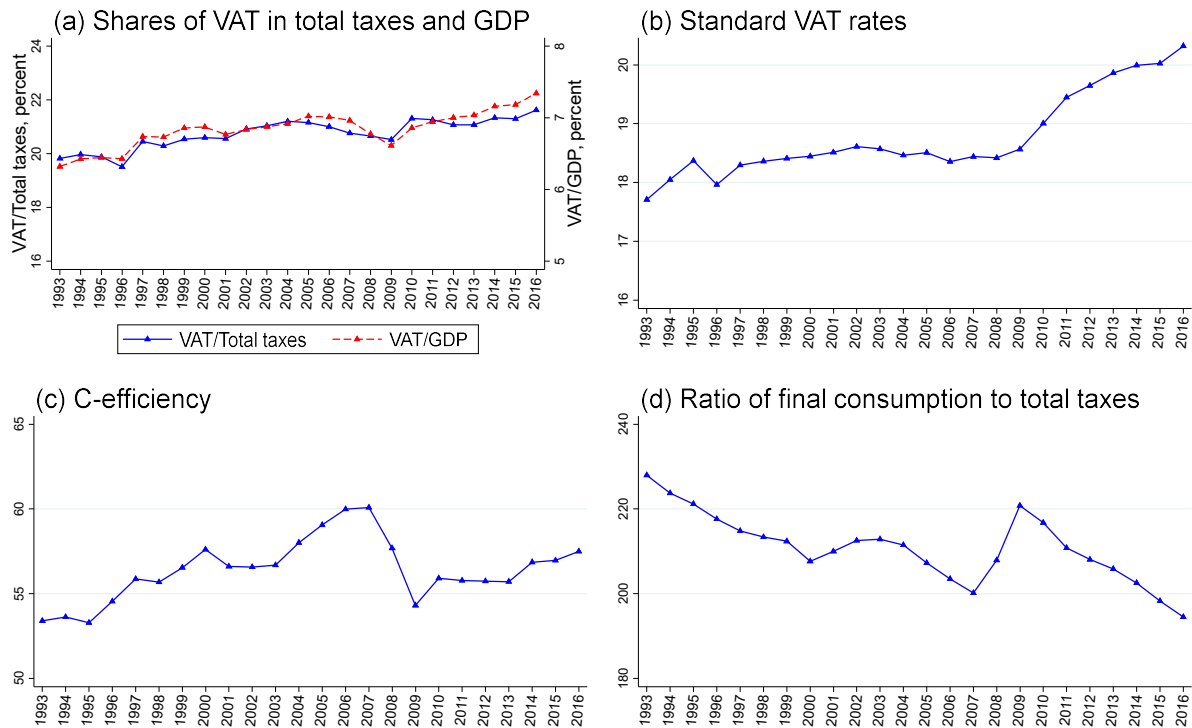 (a) Shares of VAT in total taxes and GDP
VAT/Total taxes, percent
24
22
20
18
16
8
7
6
5
VAT/GDP, percent
1993 1994 1995 1996 1997 1998 1999 2000 2001 2002 2003 2004 2005 2006 2007 2008 2009 2010 2011 2012 2013 2014 2015 2016
VAT/Total taxes VAT/GDP
(b) Standard VAT rates
20
19
18
17
16
1993 1994 1995 1996 1997 1998 1999 2000 2001 2002 2003 2004 2005 2006 2007 2008 2009 2010 2011 2012 2013 2014 2015 2016
(c) C-efficiency
65
60
55
50
1993 1994 1995 1996 1997 1998 1999 2000 2001 2002 2003 2004 2005 2006 2007 2008 2009 2010 2011 2012 2013 2014 2015 2016
(d) Ratio of final consumption to total taxes
240
220
200
180
1993 1994 1995 1996 1997 1998 1999 2000 2001 2002 2003 2004 2005 2006 2007 2008 2009 2010 2011 2012 2013 2014 2015 2016